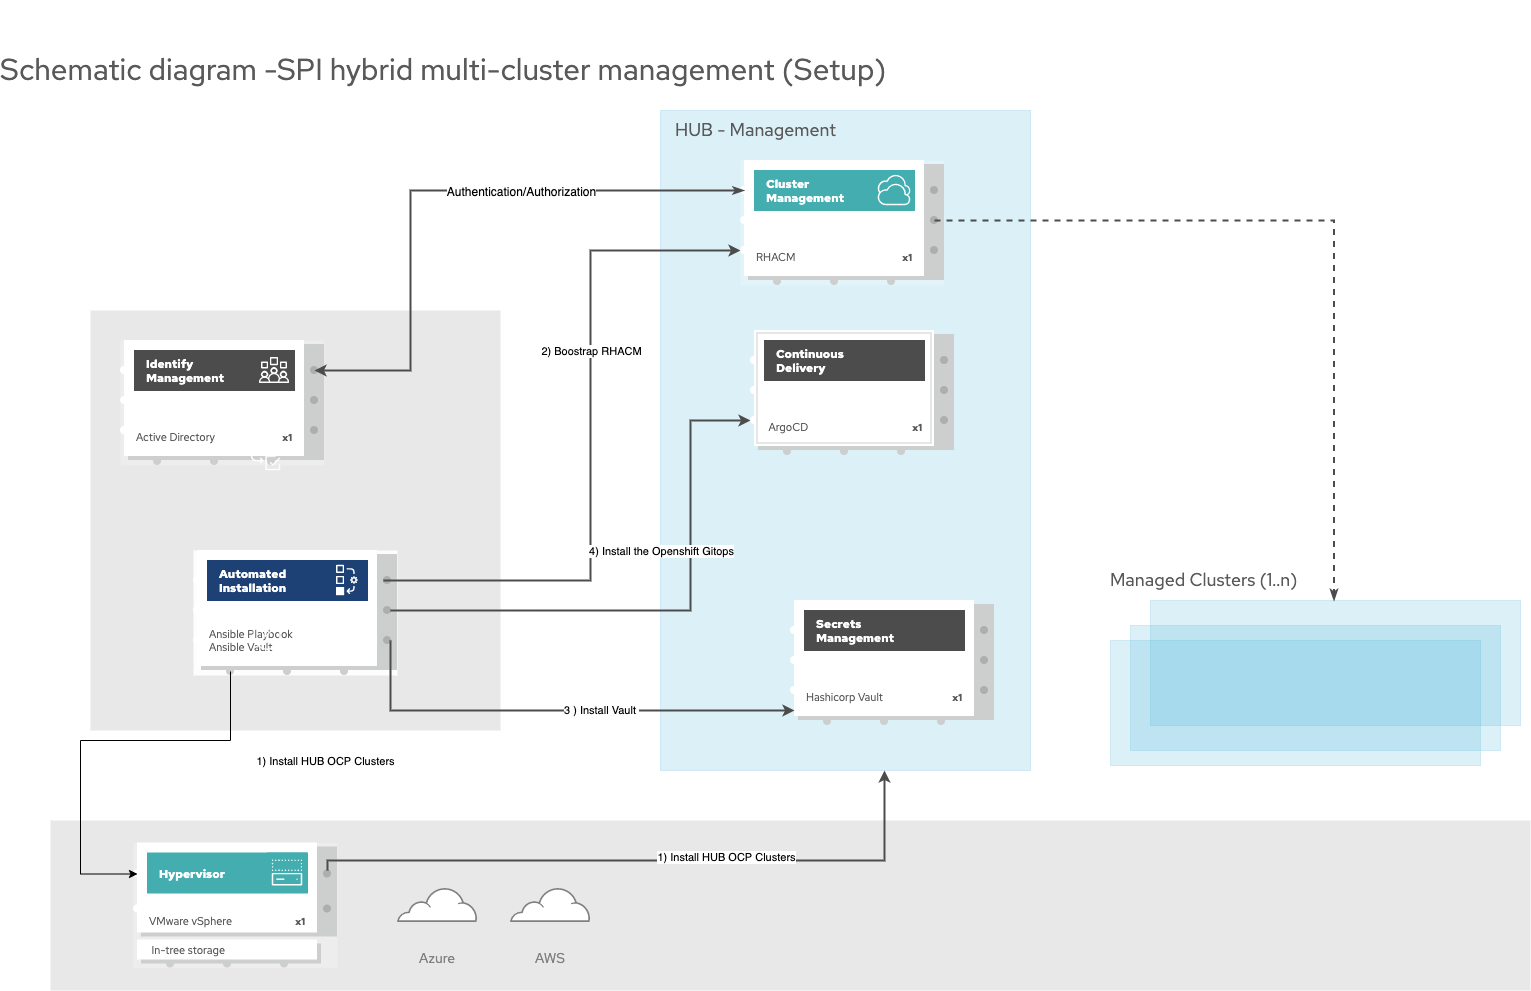 Schematic diagram -SPI hybrid multi-cluster management (Setup)
HUB - Management
Cluster
Management
RHACM x1
Authentication/Authorization
Identify
Management
Active Directory x1
2) Boostrap RHACM
Continuous
Delivery
ArgoCD x1
4) Install the Openshift Gitops
Automated
Installation
Ansible Playbook
Ansible Vault
Managed Clusters (1..n)
Secrets
Management
Hashicorp Vault x1
3 ) Install Vault
1) Install HUB OCP Clusters
1) Install HUB OCP Clusters
Hypervisor
VMware vSphere x1
In-tree storage
Azure
AWS